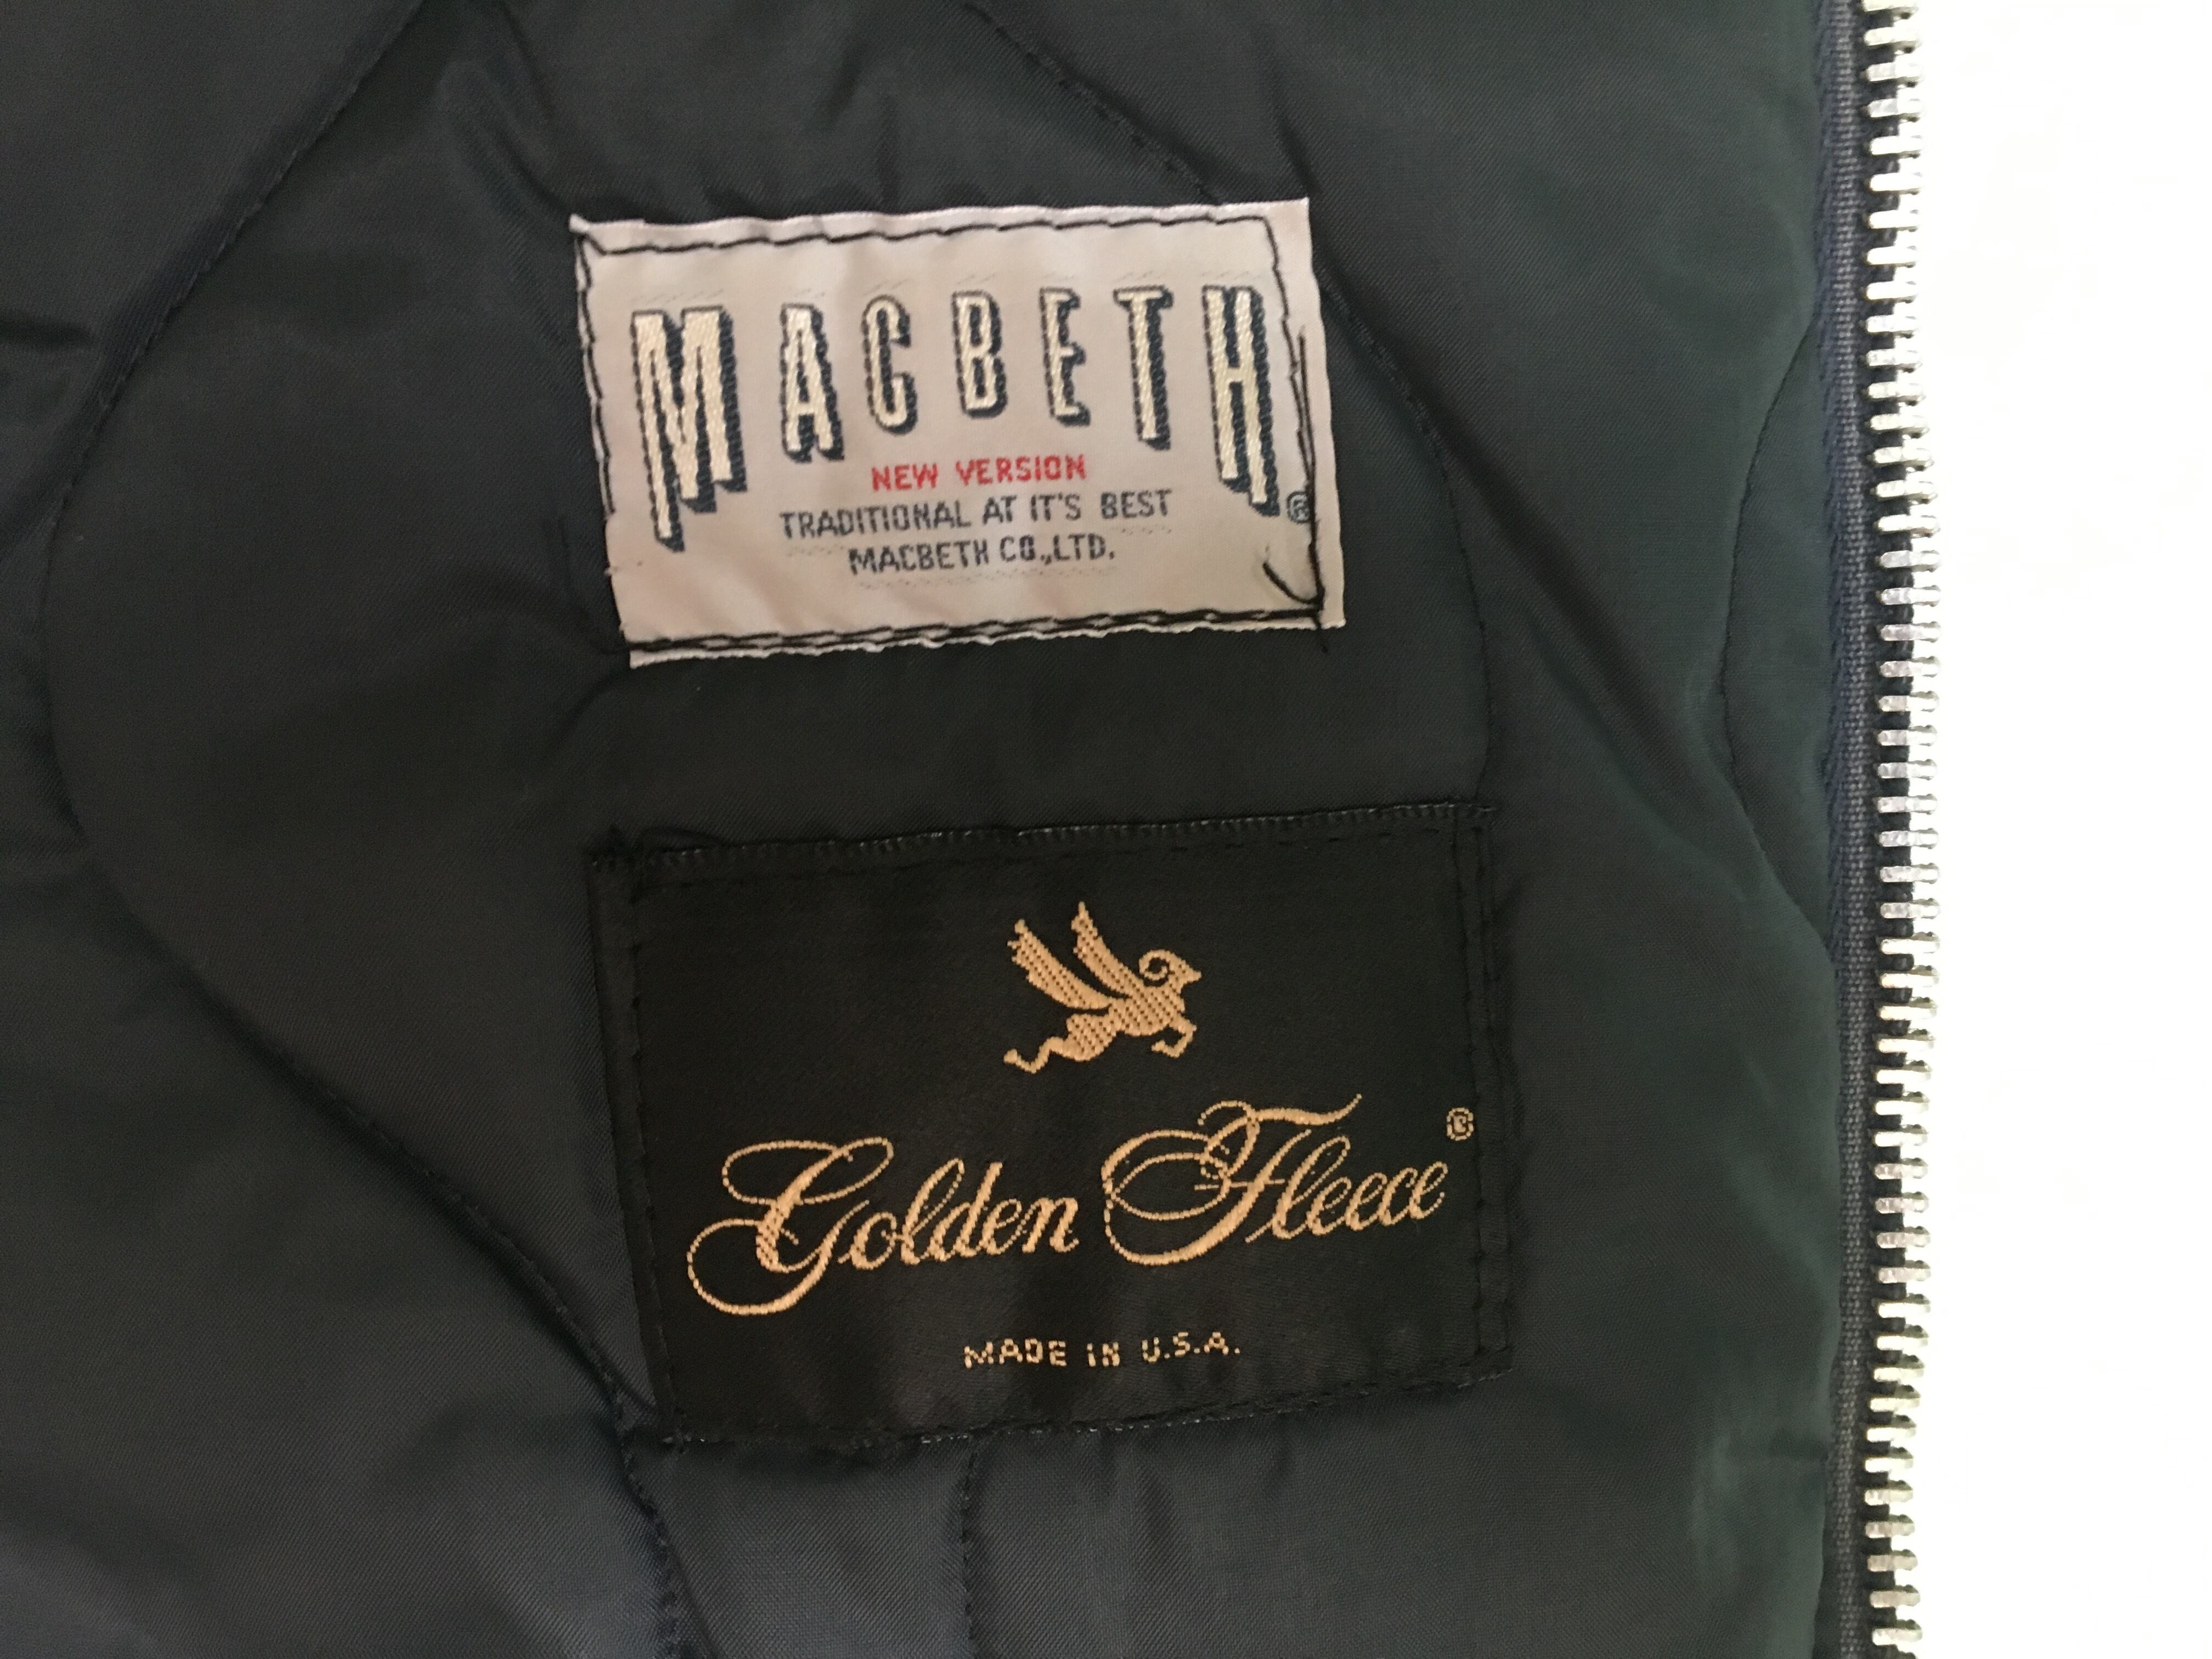 MACBETH
NEW VERSION
TRADITIONAL AT IT'S BEST
MACBETH CO.,LTD.
®
Golden Fleece®
MADE IN U.S.A.